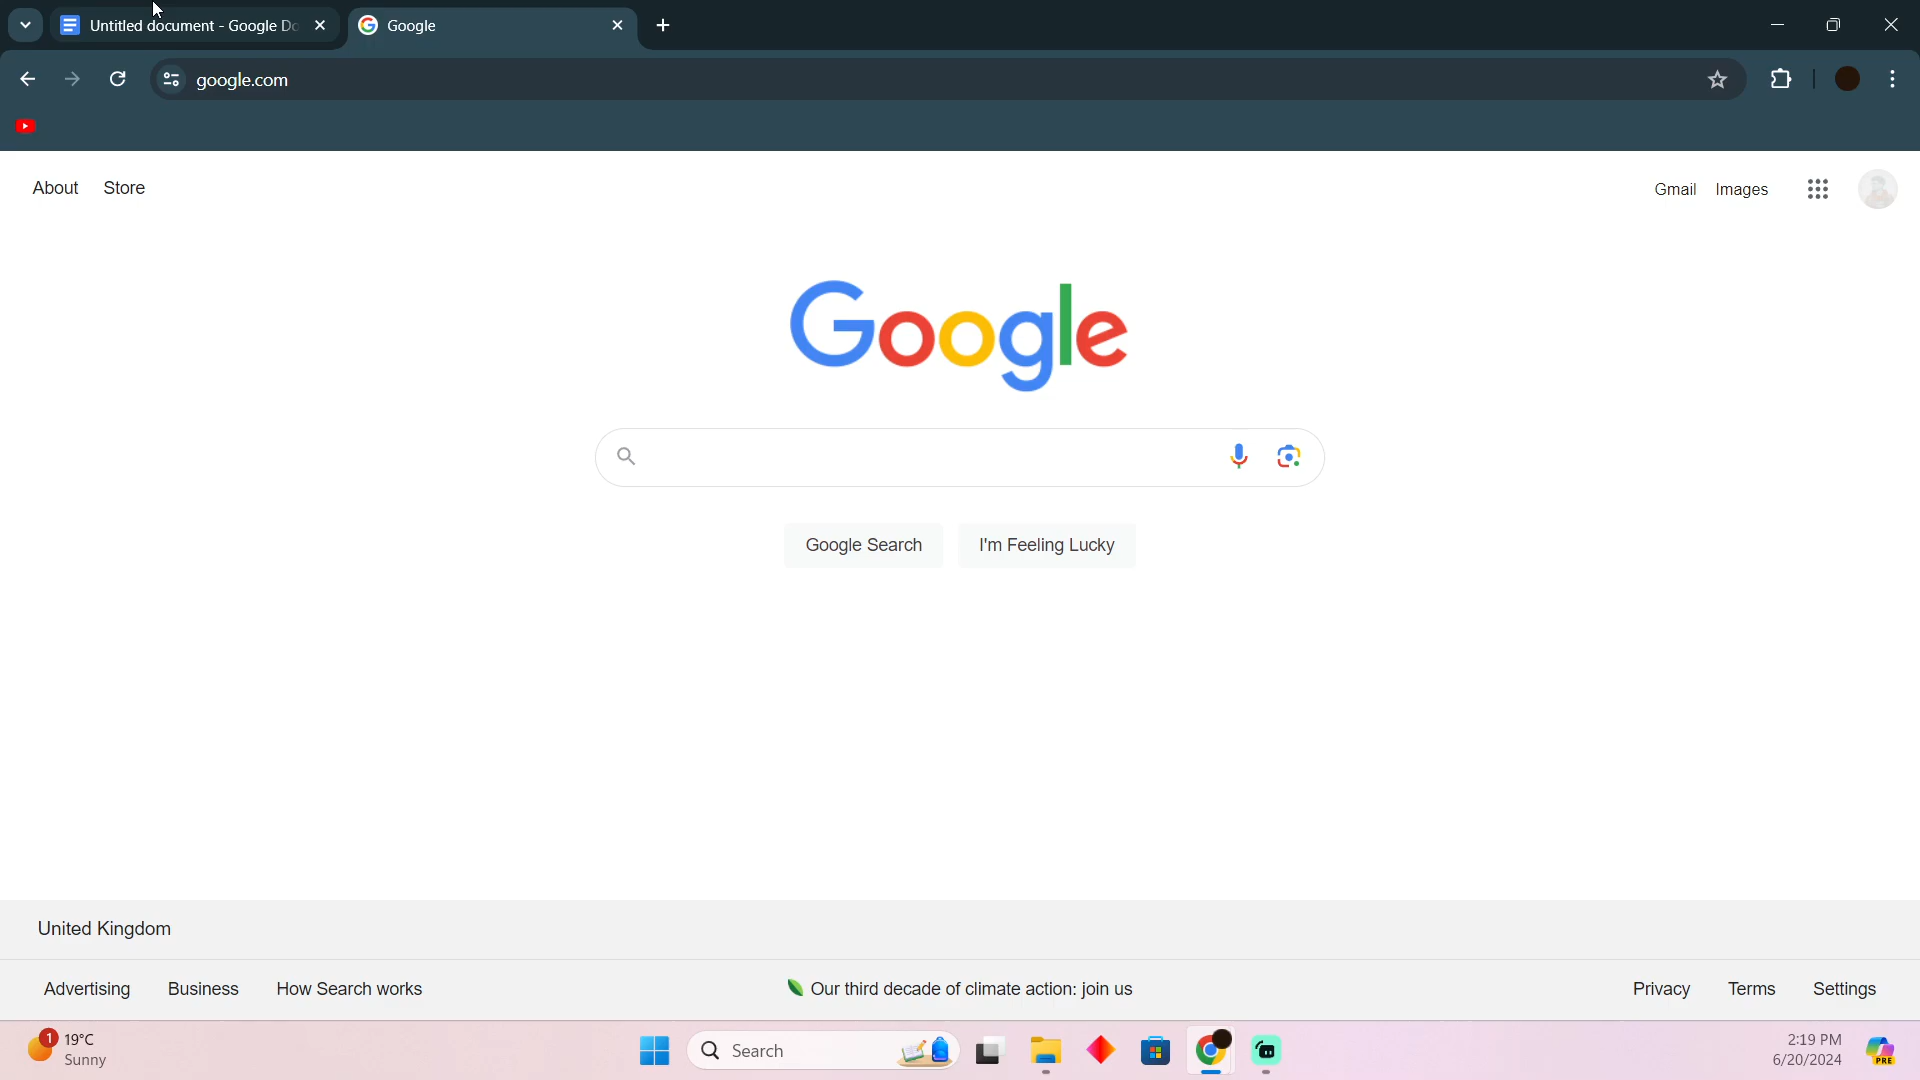 Untitled document - Google Do
Google
google.com
About Store
Gmail Images
Google
Google Search
I'm Feeling Lucky
United Kingdom
Advertising Business How Search works
Our third decade of climate action: join us
Privacy Terms Settings
1
19°C
Sunny
Search
2:19 PM
6/20/2024
PRE